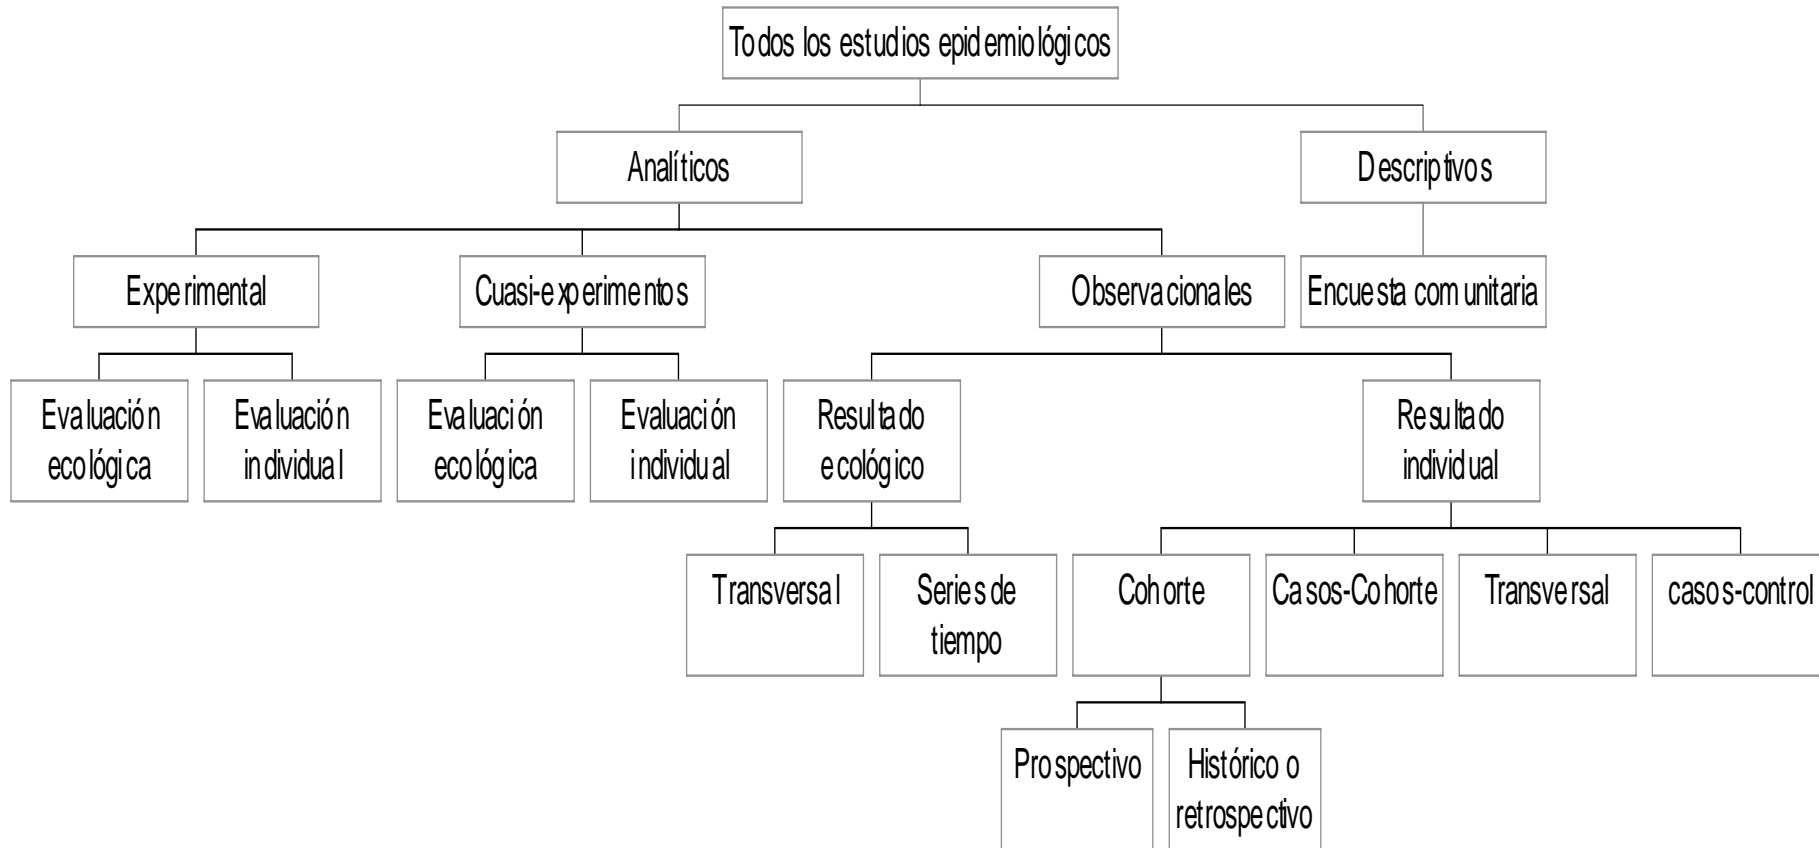 Todos los estudios epidemiológicos
Analíticos
Descriptivos
Experimental
Cuasi-experimentos
Observacionales
Encuesta comunitaria
Evaluación
ecológica
Evaluación
individual
Evaluación
ecológica
Evaluación
individual
Resultado
ecológico
Resultado
individual
Transversal
Series de
tiempo
Cohorte
Casos-Cohorte
Transversal
casos-control
Prospectivo
Histórico o
retrospectivo